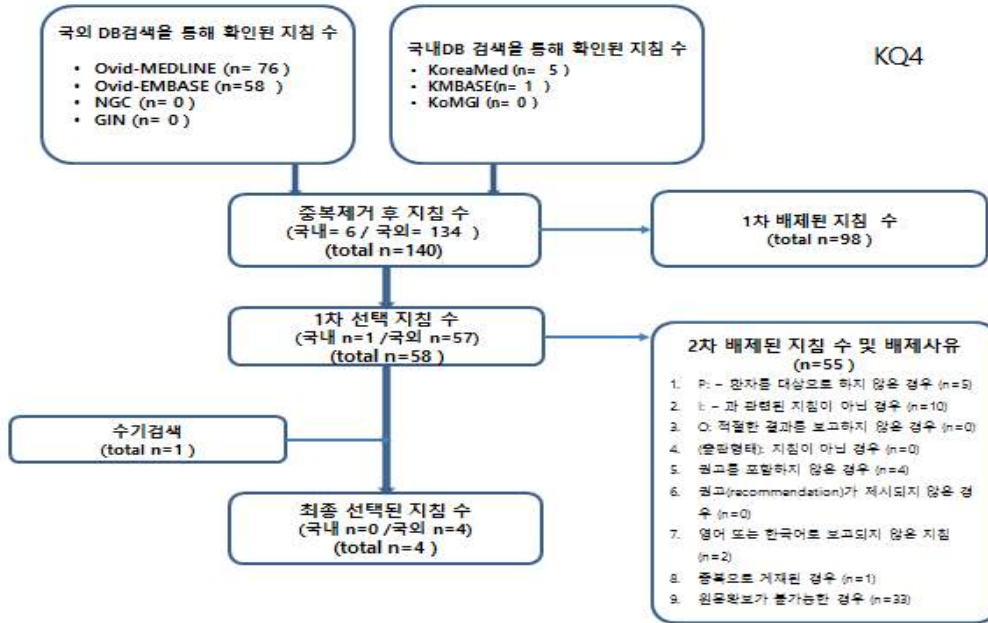 국외 DB검색을 통해 확인된 지침 수
• Ovid-MEDLINE (n= 76 )
• Ovid-EMBASE (n=58 )
• NGC (n= 0 )
• GIN (n= 0 )
국내DB 검색을 통해 확인된 지침 수
• KoreaMed (n= 5 )
• KMBASE(n= 1 )
• KoMGI (n= 0 )
KQ4
중복제거 후 지침 수
(국내= 6 / 국외= 134 )
(total n=140)
1차 배제된 지침 수
(total n=98 )
1차 선택 지침 수
(국내 n=1 /국외 n=57)
(total n=58 )
2차 배제된 지침 수 및 배제사유
(n=55 )
1. P: – 환자를 대상으로 하지 않은 경우 (n=5)
2. I: – 과 관련된 지침이 아닌 경우 (n=10)
3. O: 적절한 결과를 보고하지 않은 경우 (n=0)
4. (출판형태): 지침이 아닌 경우 (n=0)
5. 권고를 포함하지 않은 경우 (n=4)
6. 권고(recommendation)가 제시되지 않은 경
우 (n=0)
7. 영어 또는 한국어로 보고되지 않은 지침
(n=2)
8. 중복으로 게재된 경우 (n=1)
9. 원문확보가 불가능한 경우 (n=33)
수기검색
(total n=1 )
최종 선택된 지침 수
(국내 n=0 /국외 n=4)
(total n=4 )